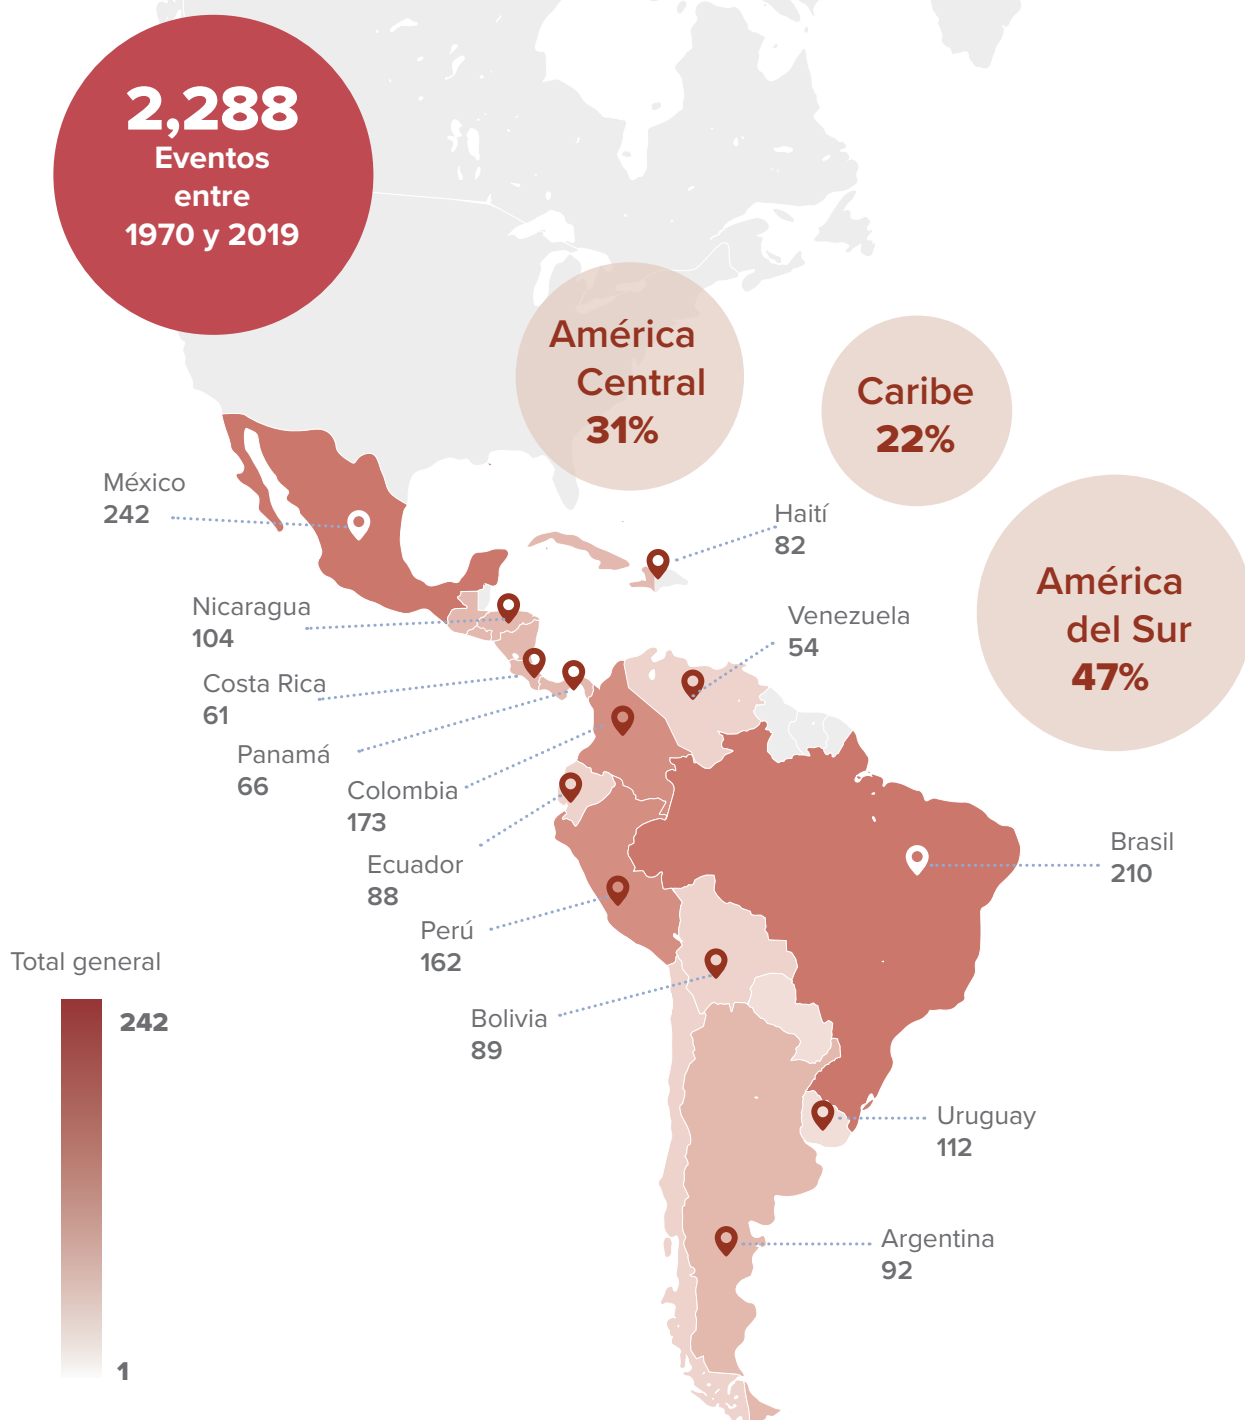 2,288
Eventos
entre
1970 y 2019
América
Central
31%
Caribe
22%
América
del Sur
47%
México
242
Haití
82
Nicaragua
104
Venezuela
54
Costa Rica
61
Panamá
66
Colombia
173
Ecuador
88
Brasil
210
Perú
162
Bolivia
89
Uruguay
112
Argentina
92
Total general
242
1